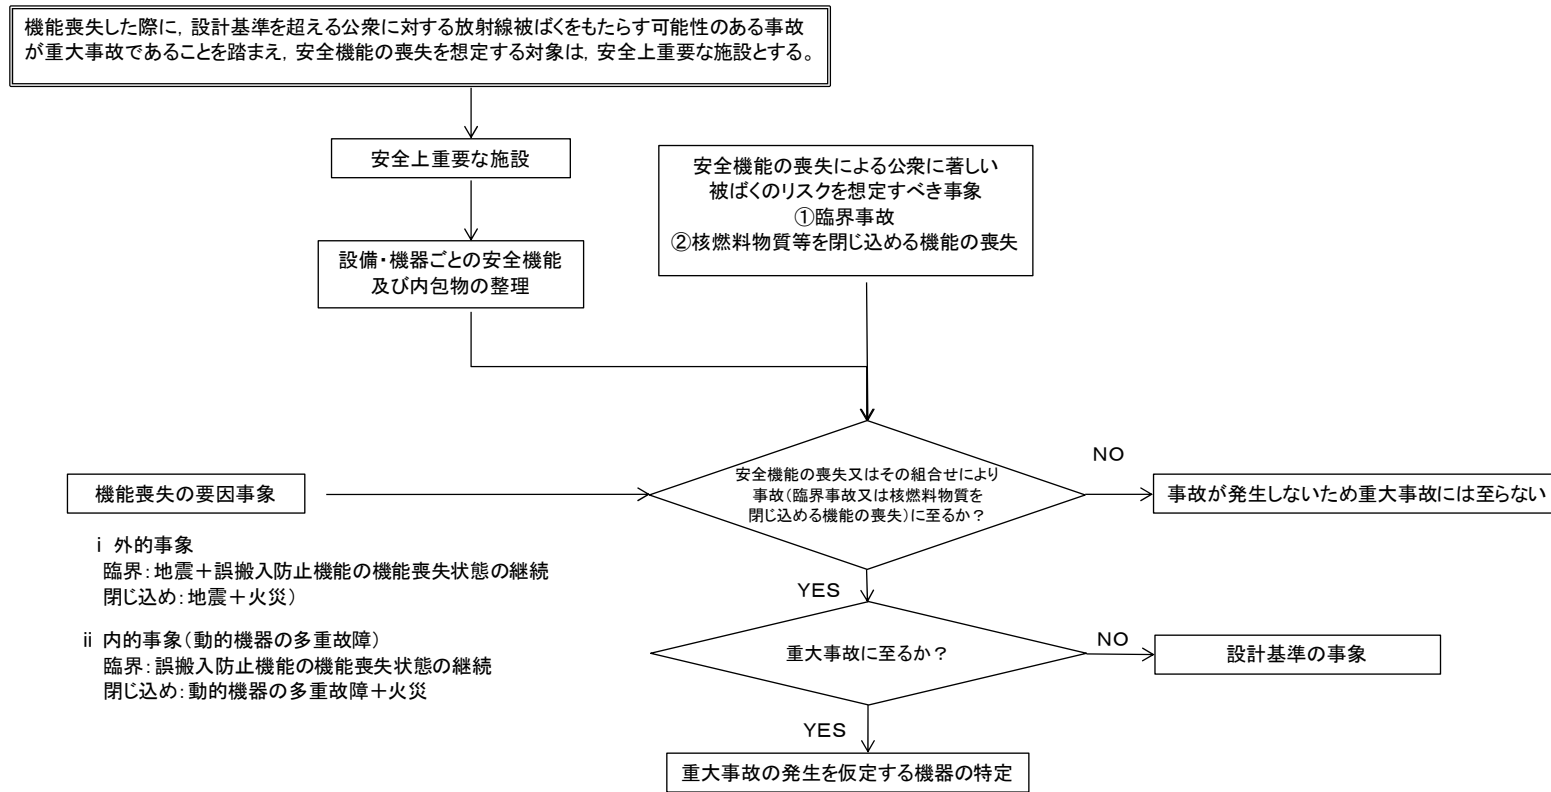 機能喪失した際に，設計基準を超える公衆に対する放射線被ばくをもたらす可能性のある事故
が重大事故であることを踏まえ，安全機能の喪失を想定する対象は，安全上重要な施設とする。
安全上重要な施設
設備・機器ごとの安全機能
及び内包物の整理
安全機能の喪失による公衆に著しい
被ばくのリスクを想定すべき事象
①臨界事故
②核燃料物質等を閉じ込める機能の喪失
機能喪失の要因事象
ⅰ 外的事象
臨界：地震＋誤搬入防止機能の機能喪失状態の継続
閉じ込め：地震＋火災）
ⅱ 内的事象（動的機器の多重故障）
臨界：誤搬入防止機能の機能喪失状態の継続
閉じ込め：動的機器の多重故障＋火災
安全機能の喪失又はその組合せにより
事故（臨界事故又は核燃料物質を
閉じ込める機能の喪失）に至るか？
NO
事故が発生しないため重大事故には至らない
YES
重大事故に至るか？
NO
設計基準の事象
YES
重大事故の発生を仮定する機器の特定